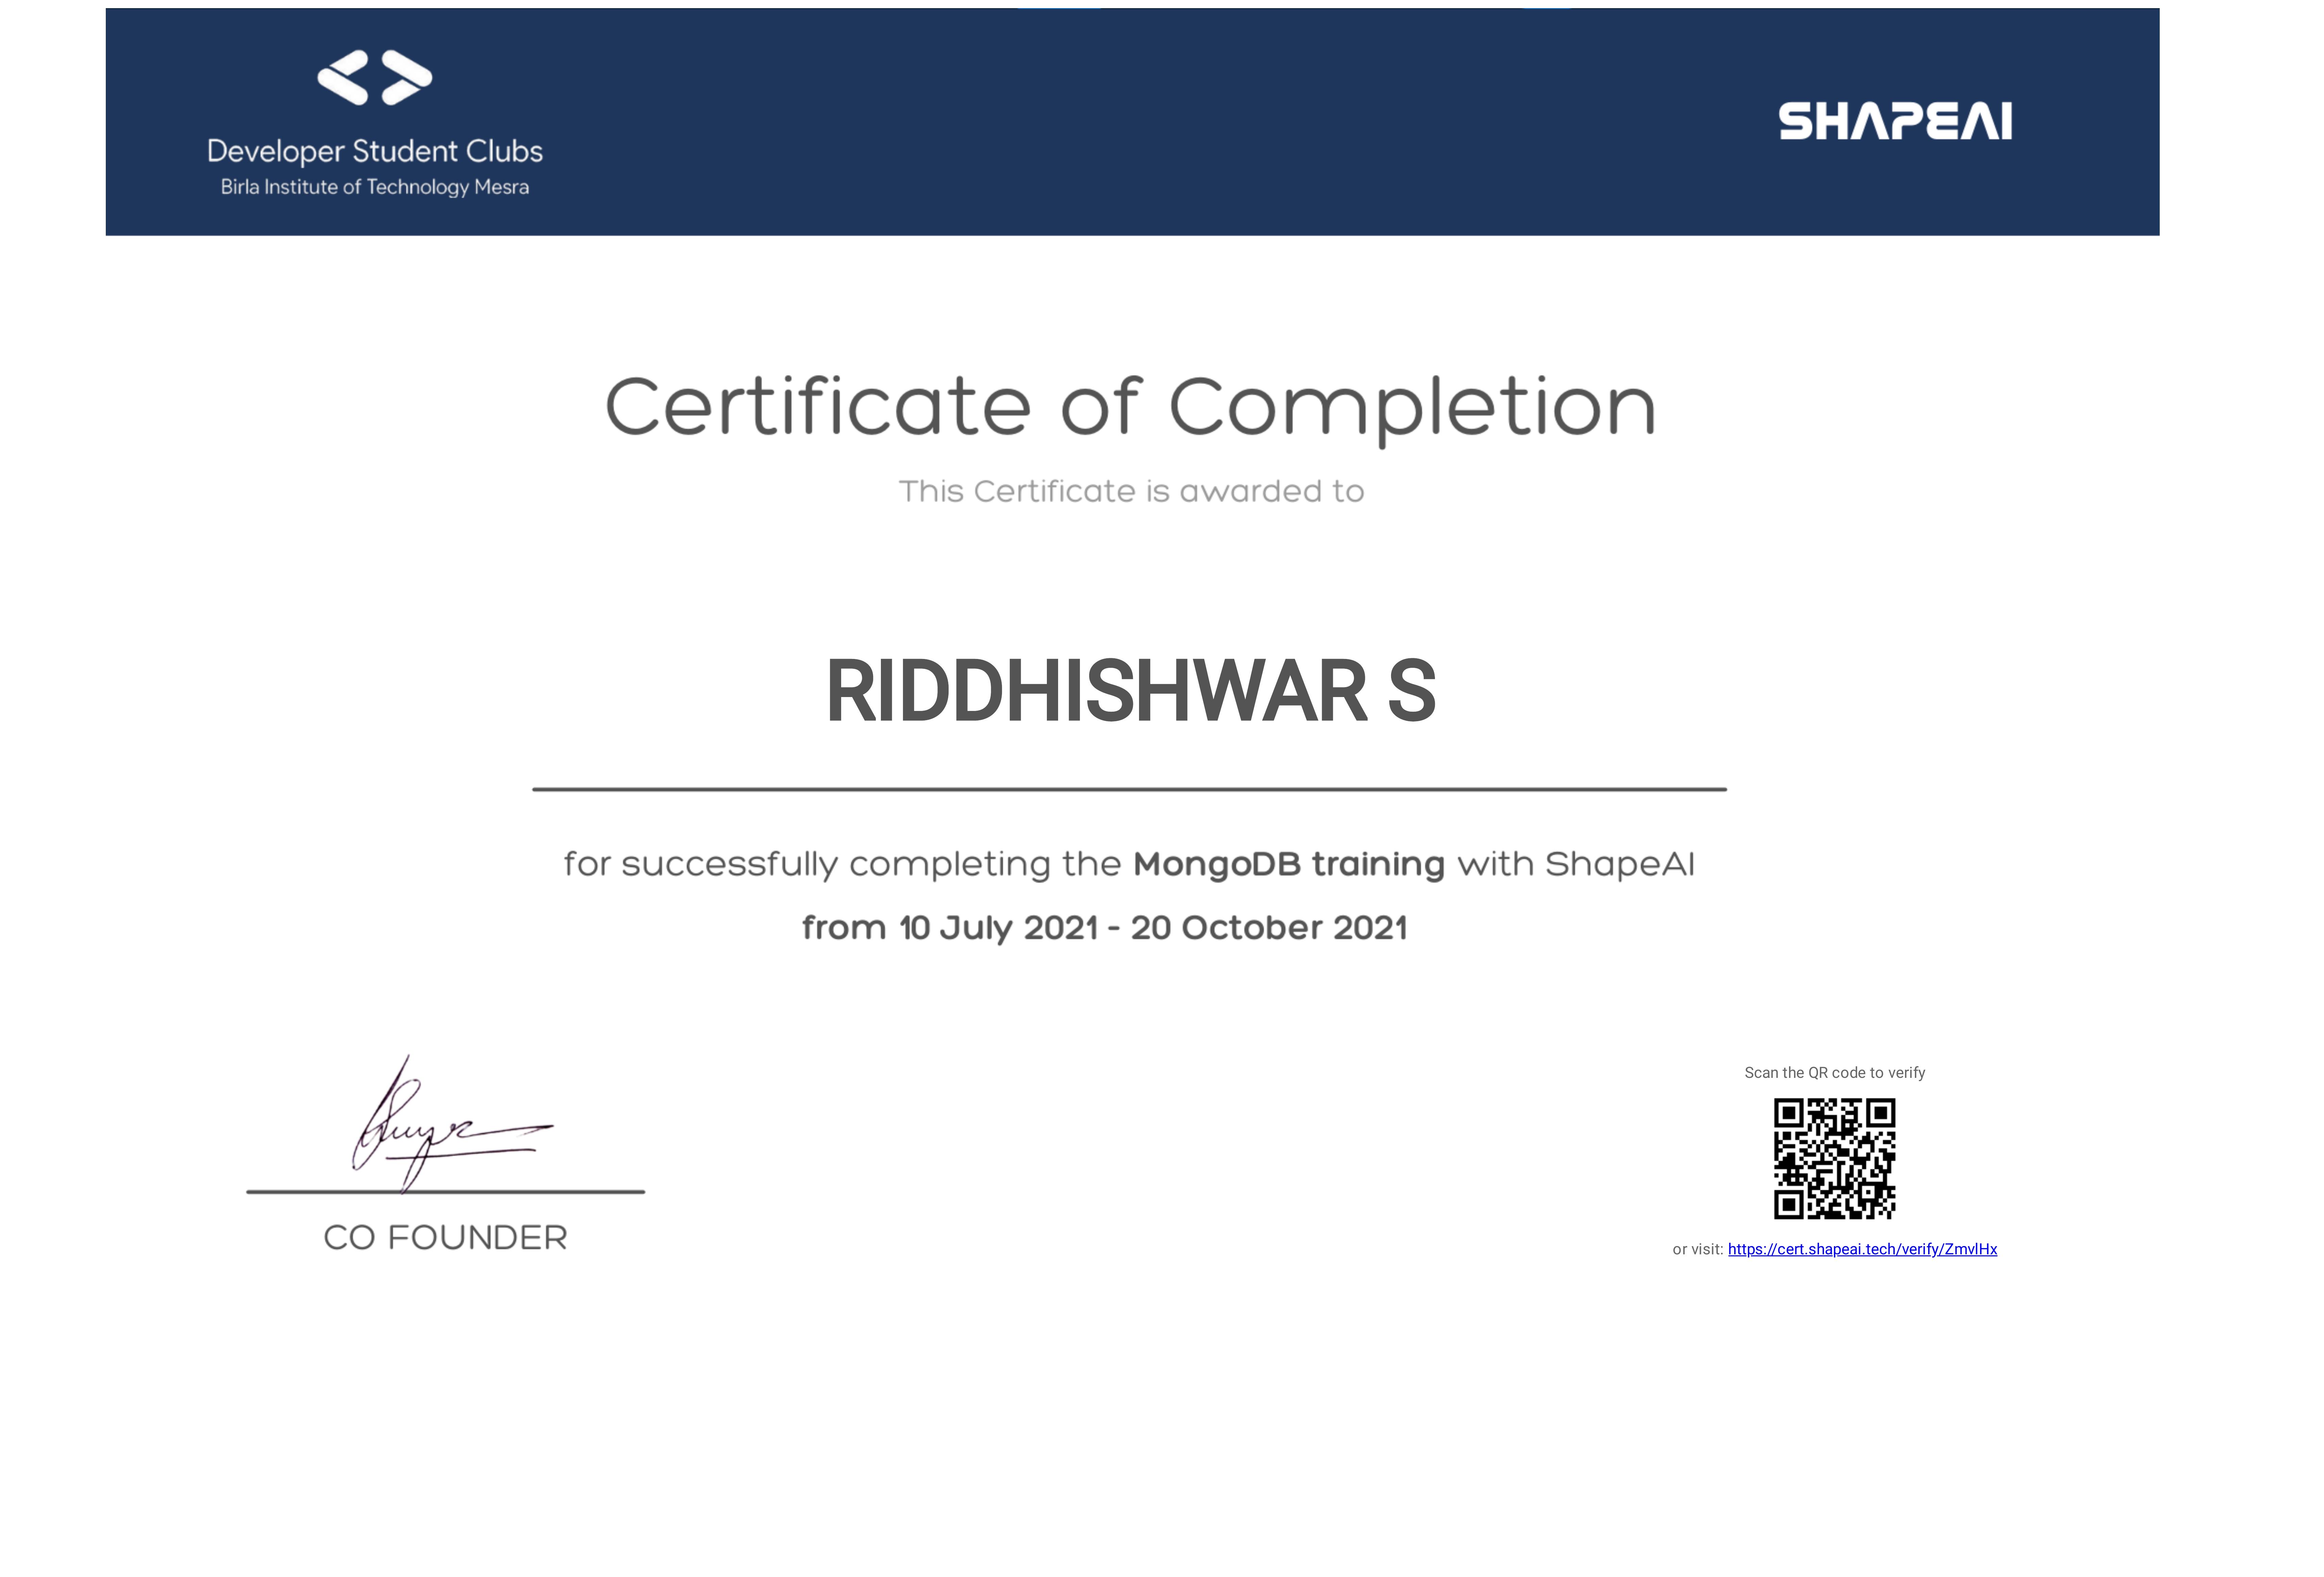 Developer Student Clubs
Birla Institute of Technology Mesra
SHAPEAI
Certificate of Completion
This Certificate is awarded to
RIDDHISHWAR S
for successfully completing the MongoDB training with ShapeAI
from 10 July 2021 - 20 October 2021
CO FOUNDER
Scan the QR code to verify
or visit: https://cert.shapeai.tech/verify/ZmvlHx